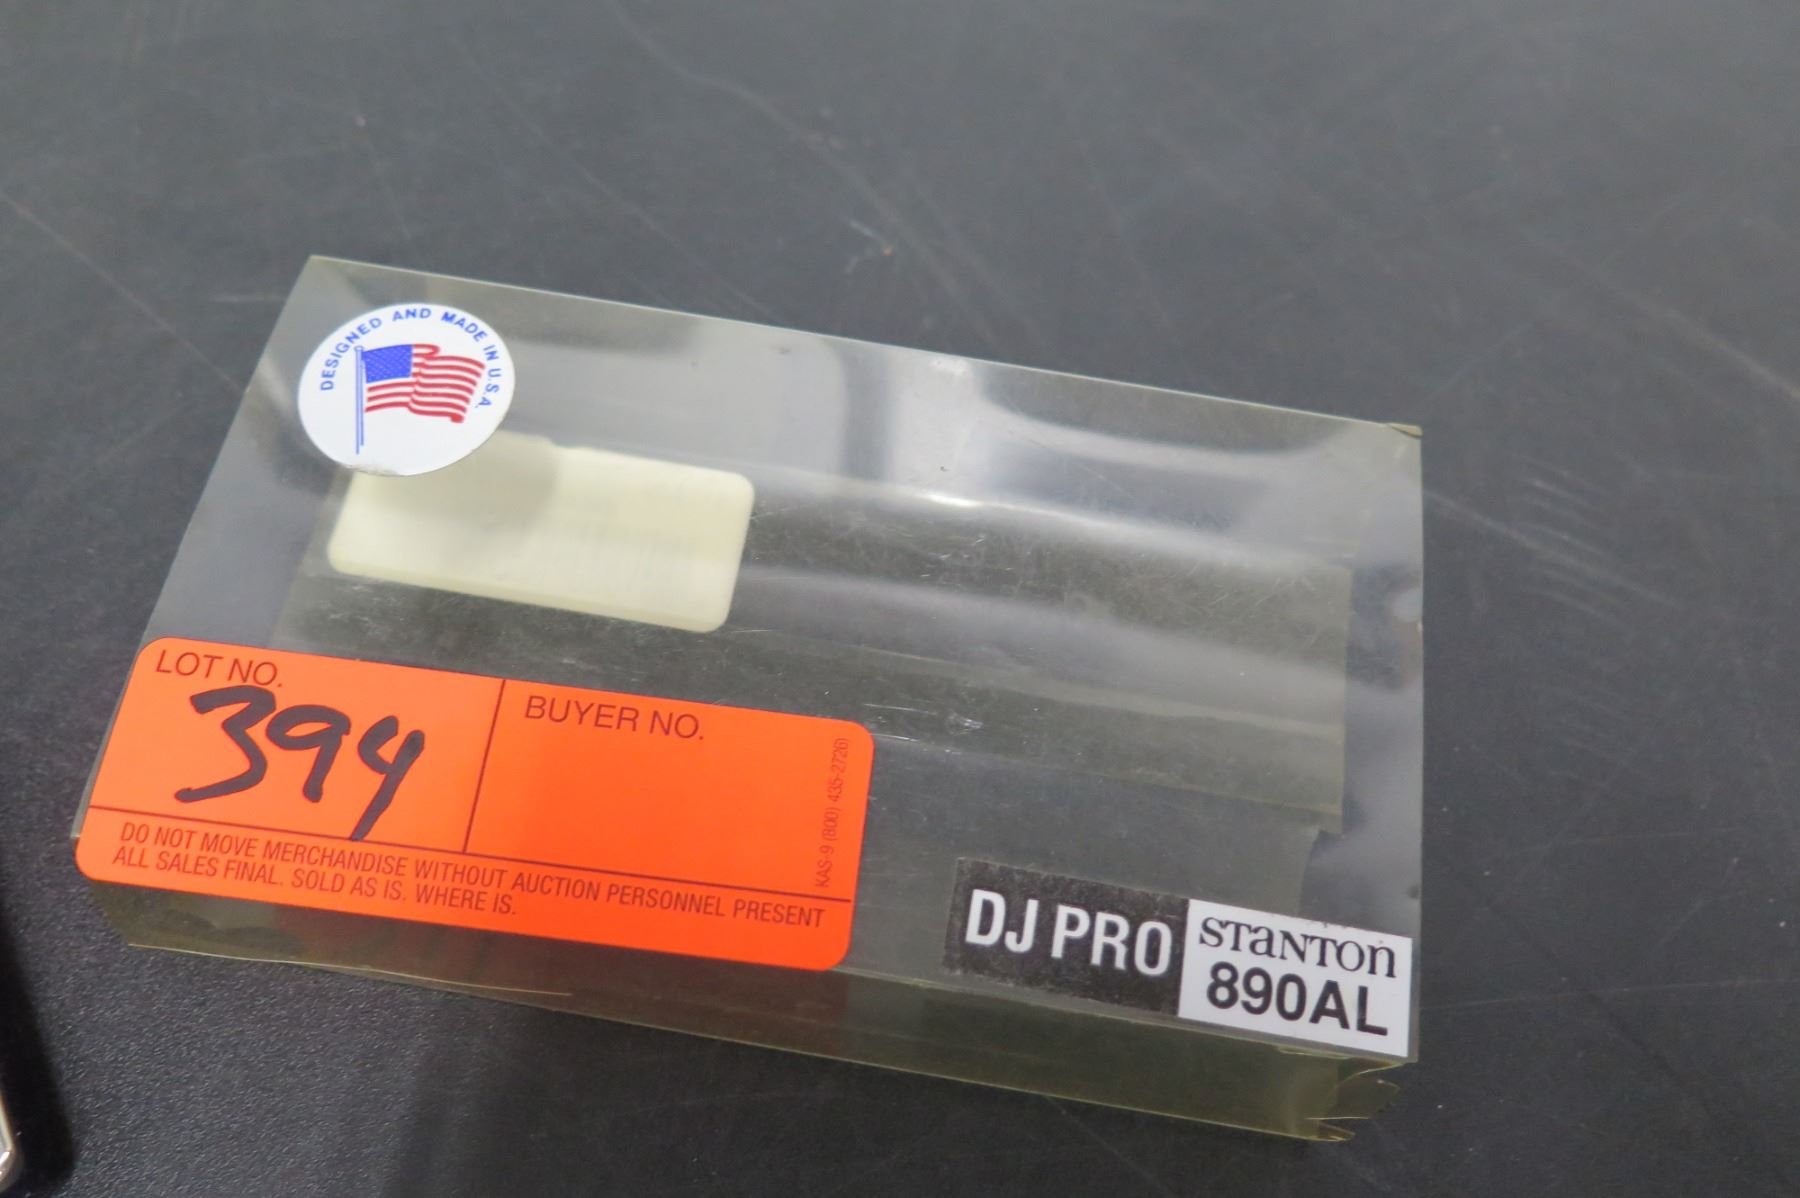 DESIGNED AND MADE IN U.S.A.
LOT NO.
394
BUYER NO.
KAS-9 (800) 435-2726)
DO NOT MOVE MERCHANDISE WITHOUT AUCTION PERSONNEL PRESENT
ALL SALES FINAL. SOLD AS IS. WHERE IS.
DJ PRO
STANTON
890AL